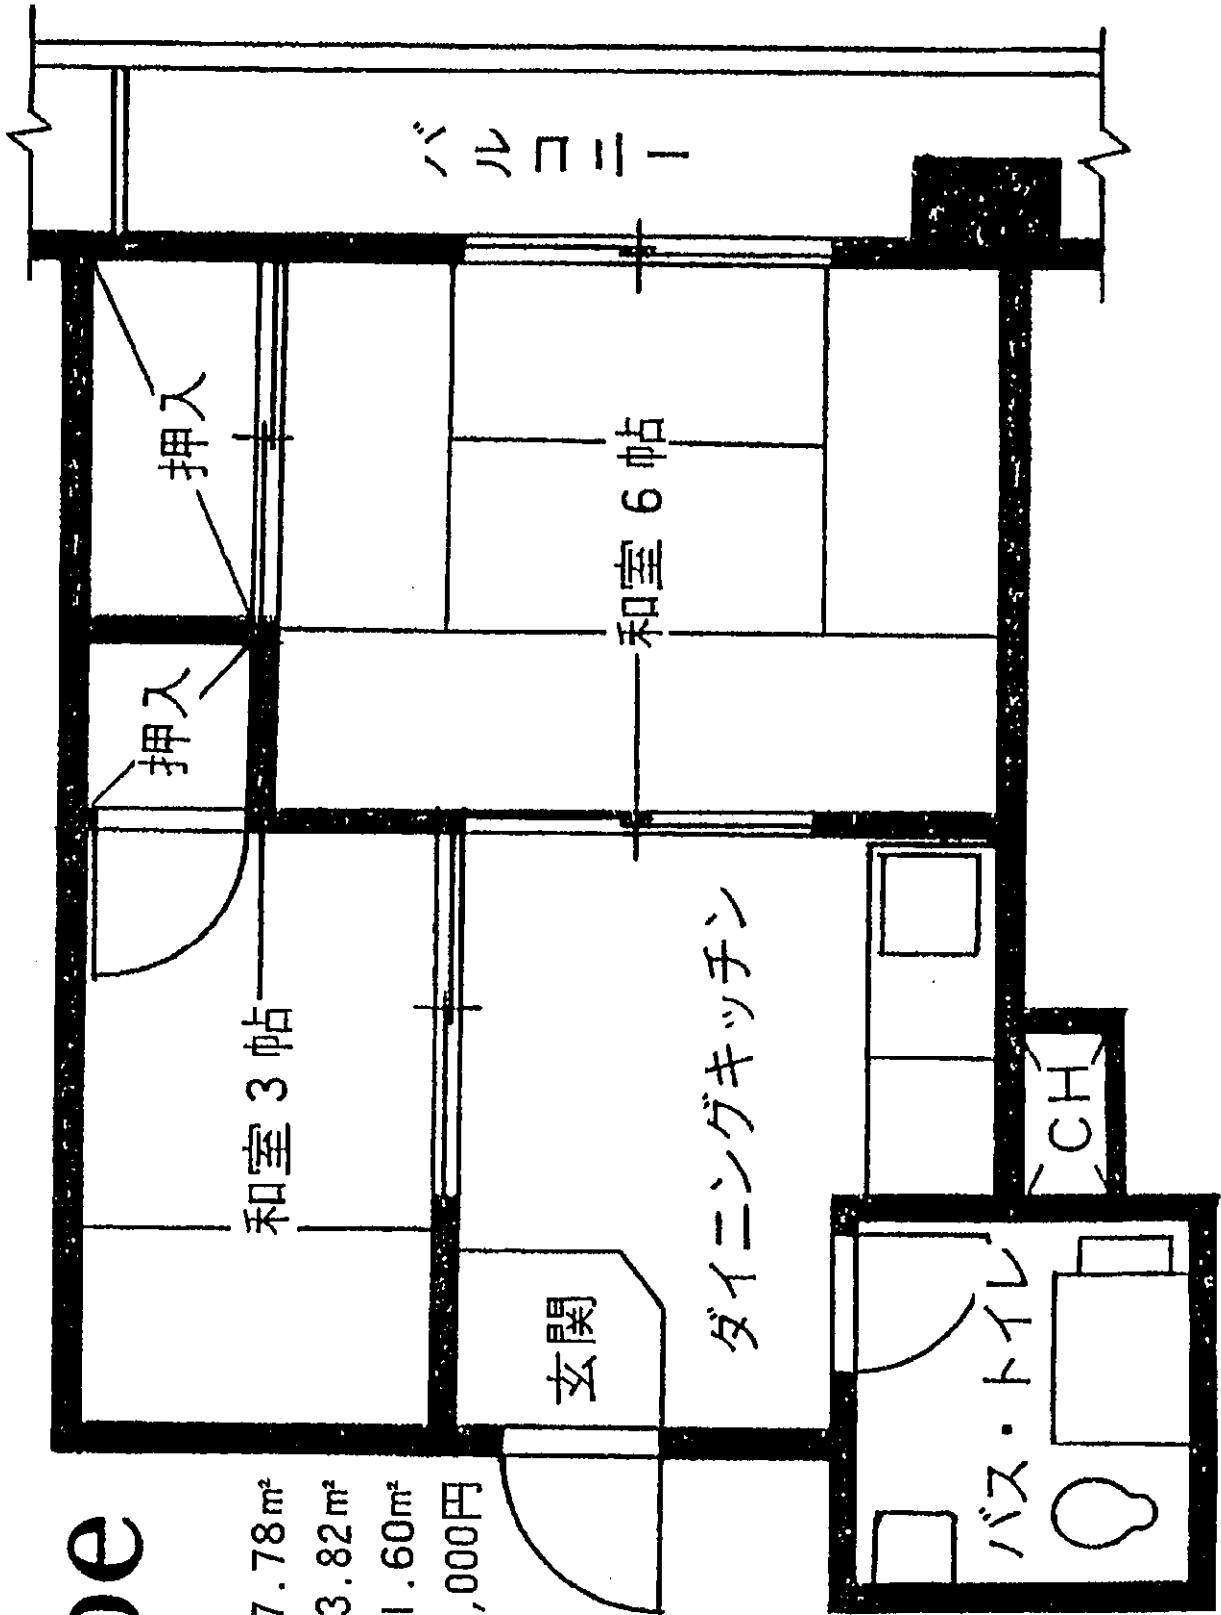 pe
7.78m²
3.82m²
1.60m²
,000円
玄関
和室3帖
押入
押入
ダイニングキッチン
和室6帖
バルコニー
バス・トイレ
CH